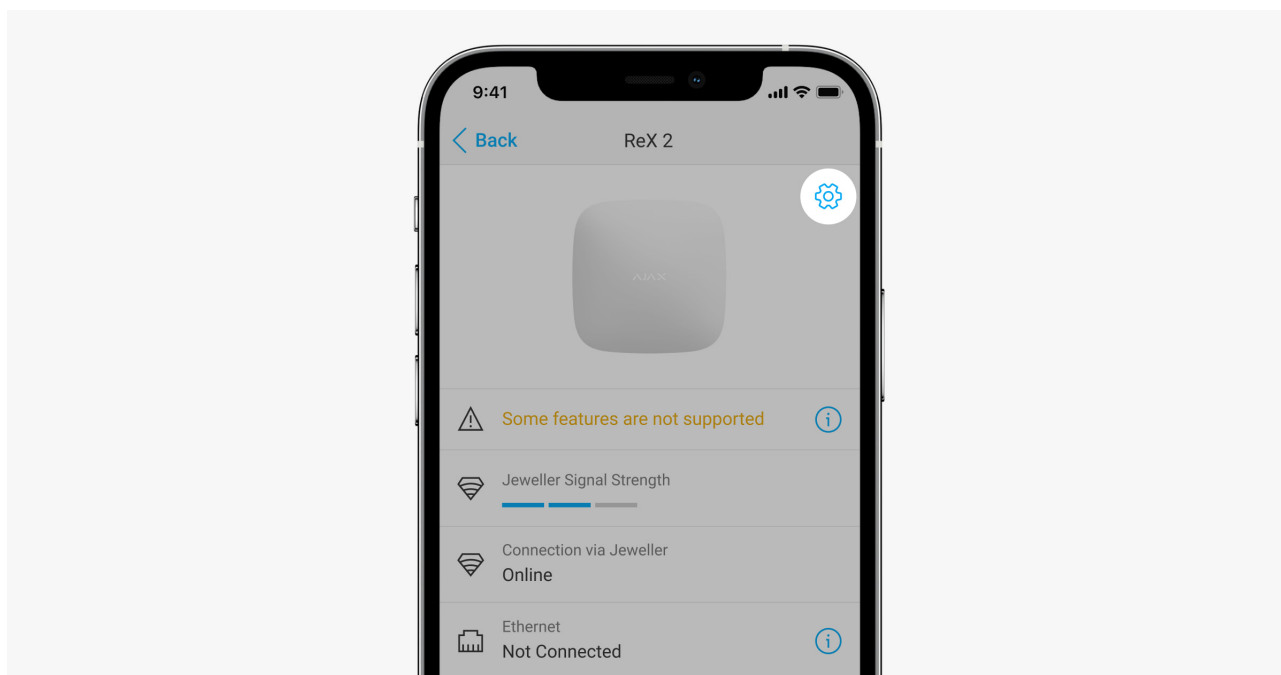 9:41
Back
ReX 2
AJAX
Some features are not supported
Jeweller Signal Strength
Connection via Jeweller
Online
Ethernet
Not Connected